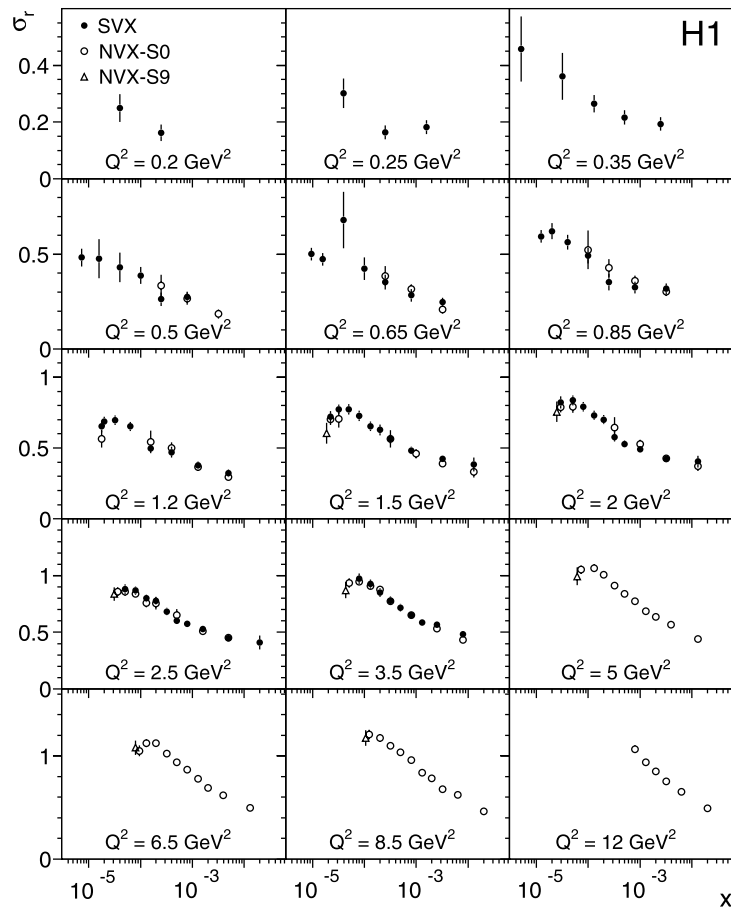 σr
H1
SVX
NVX-S0
NVX-S9
0.4
0.2
0
Q² = 0.2 GeV²
Q² = 0.25 GeV²
Q² = 0.35 GeV²
0.5
0
Q² = 0.5 GeV²
Q² = 0.65 GeV²
Q² = 0.85 GeV²
1
0.5
0
Q² = 1.2 GeV²
Q² = 1.5 GeV²
Q² = 2 GeV²
1
0.5
0
Q² = 2.5 GeV²
Q² = 3.5 GeV²
Q² = 5 GeV²
1
0
Q² = 6.5 GeV²
Q² = 8.5 GeV²
Q² = 12 GeV²
10⁻⁵ 10⁻³ 10⁻⁵ 10⁻³ 10⁻⁵ 10⁻³ x